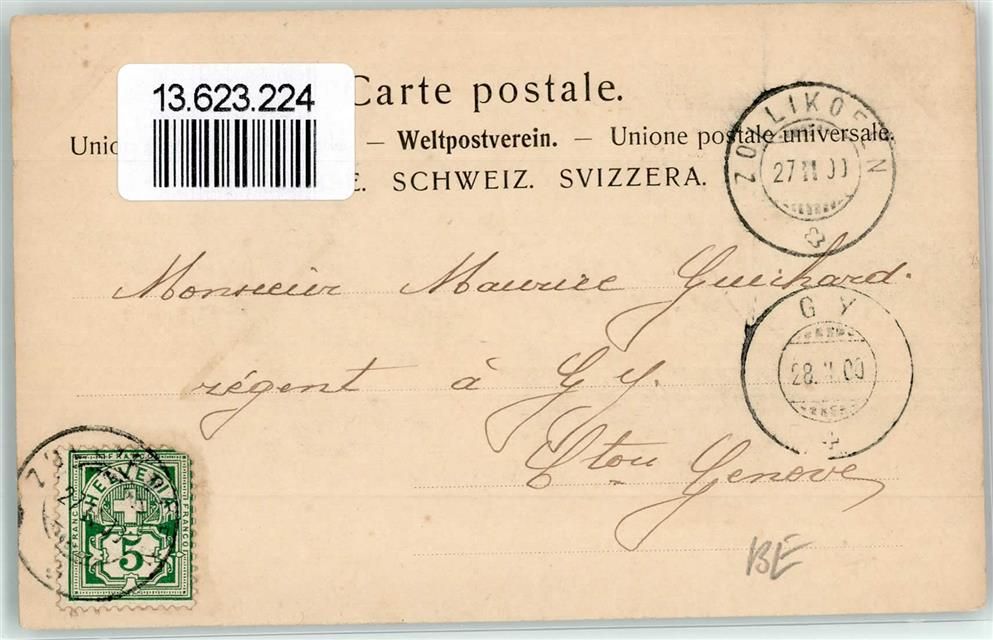 13.623.224
Carte postale.
Unio — Weltpostverein. — Unione postale universale.
E. SCHWEIZ. SVIZZERA.
ZOLLIKOFEN
27 II 00
Monsieur Maurice Guichard.
GY
28. II. 00
régent à Gy.
Cton Genève
HELVETIA
FRANCO
5
BE